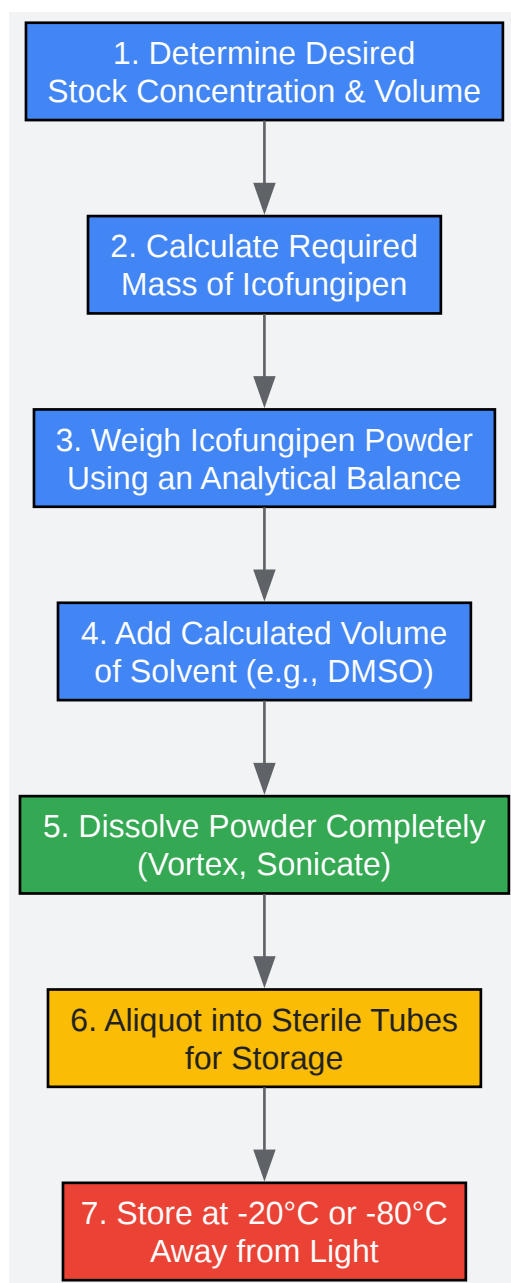 1. Determine Desired
Stock Concentration & Volume
2. Calculate Required
Mass of Icofungipen
3. Weigh Icofungipen Powder
Using an Analytical Balance
4. Add Calculated Volume
of Solvent (e.g., DMSO)
5. Dissolve Powder Completely
(Vortex, Sonicate)
6. Aliquot into Sterile Tubes
for Storage
7. Store at -20°C or -80°C
Away from Light